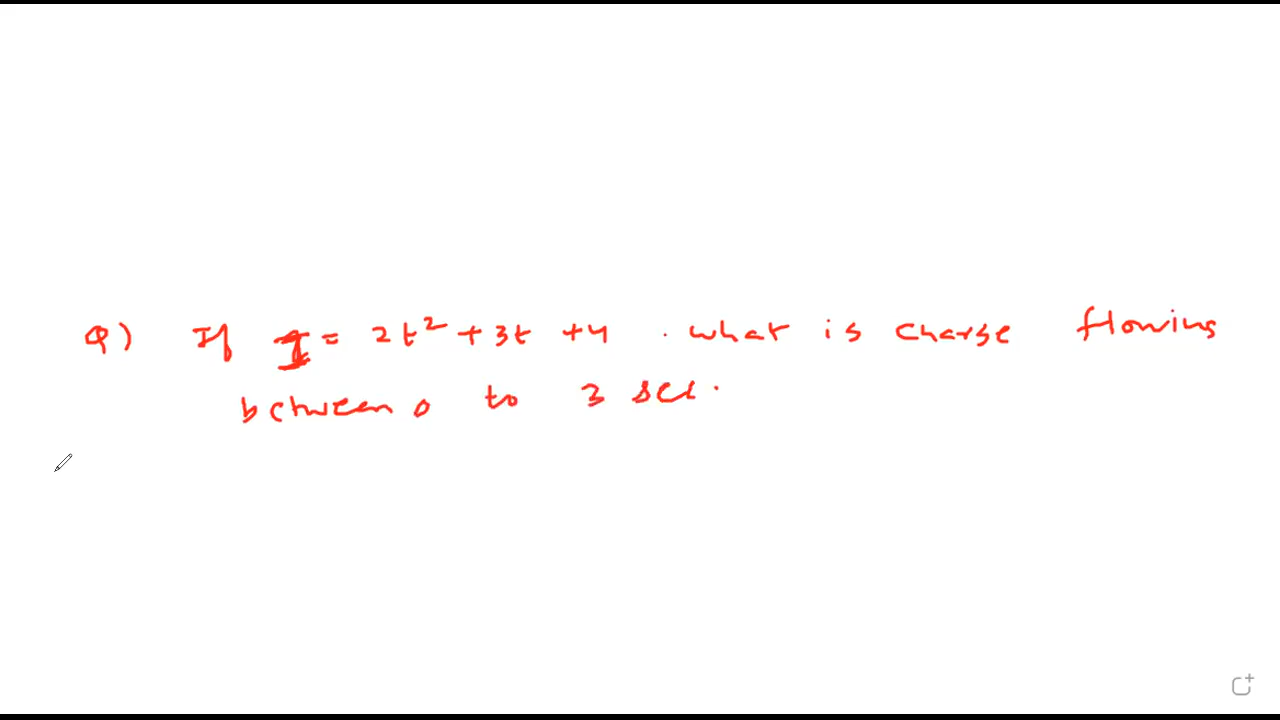 Q) If I = 2t² + 3t + 4 . what is charge flowing
between 0 to 3 sec.